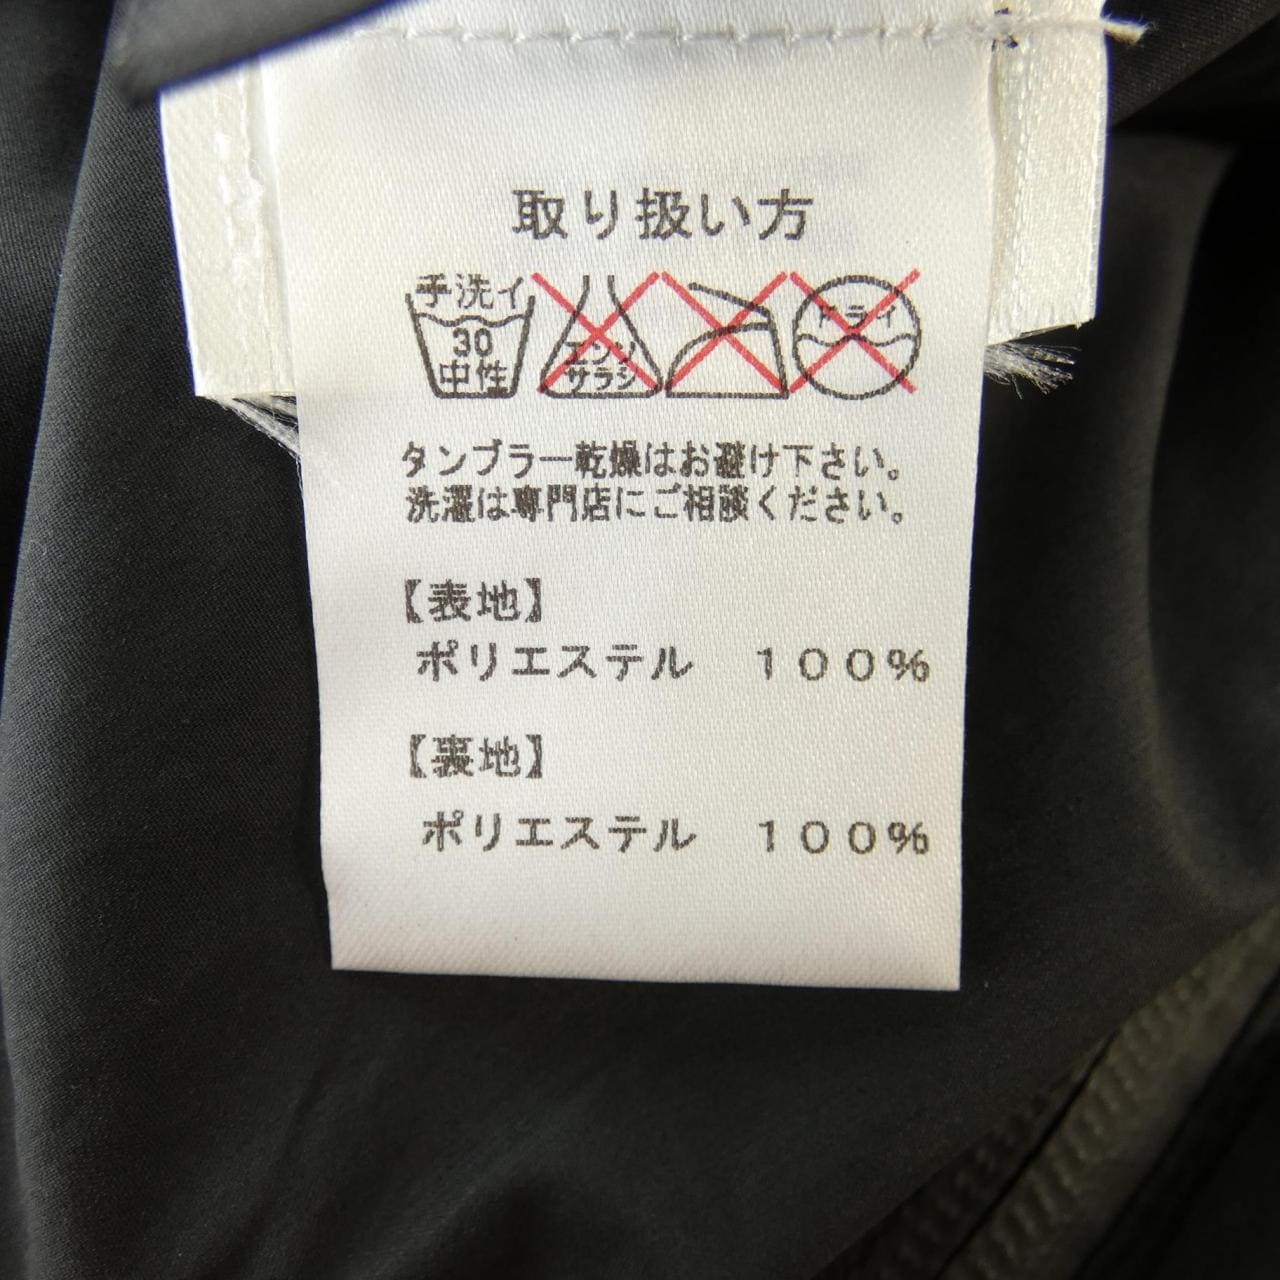 取り扱い方
手洗イ
30
中性
エンソ
サラシ
ドライ
タンブラー乾燥はお避け下さい。
洗濯は専門店にご相談ください。
【表地】
ポリエステル　１００％
【裏地】
ポリエステル　１００％